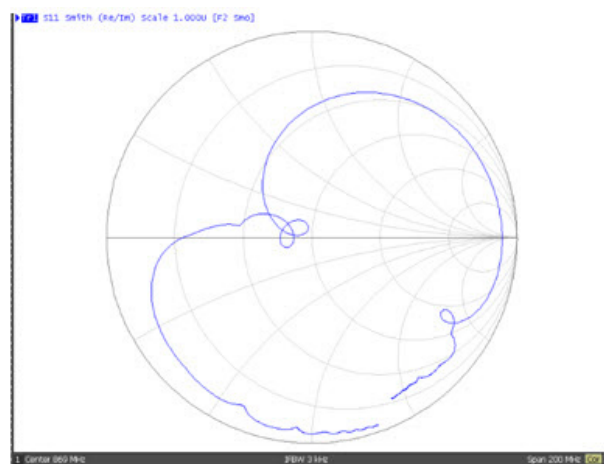 Tr1 S11 Smith (Re/Im) Scale 1.000U [F2 Smo]
1 Center 869 MHz IFBW 3 kHz Span 200 MHz Cor